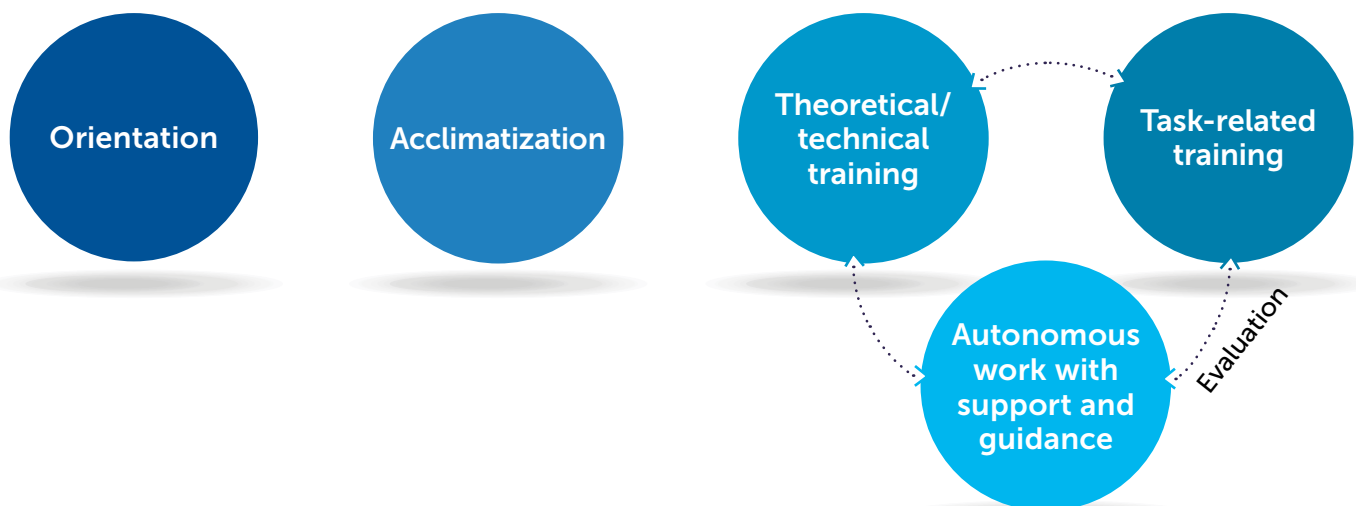 Orientation
Acclimatization
Theoretical/
technical
training
Task-related
training
Autonomous
work with
support and
guidance
Evaluation